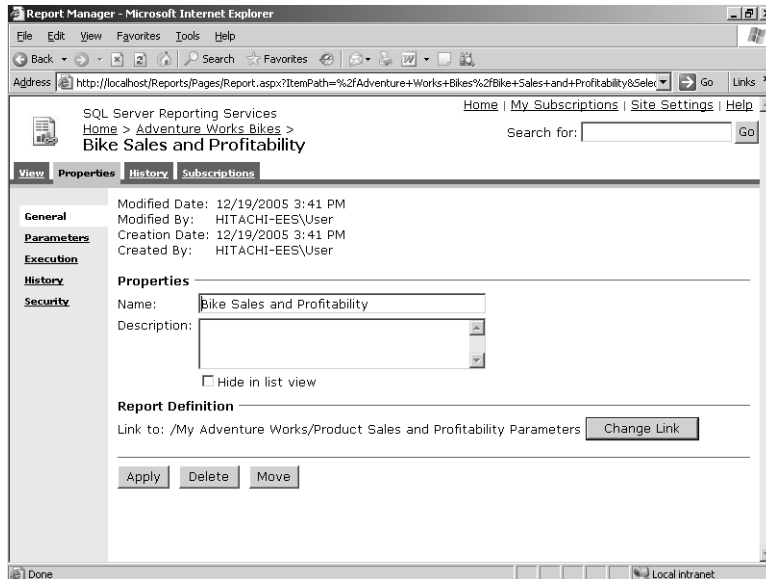 Report Manager - Microsoft Internet Explorer
File Edit View Favorites Tools Help
Back Search Favorites
Address http://localhost/Reports/Pages/Report.aspx?ItemPath=%2fAdventure+Works+Bikes%2fBike+Sales+and+Profitability&Selec Go Links
SQL Server Reporting Services
Home | My Subscriptions | Site Settings | Help
Home > Adventure Works Bikes >
Bike Sales and Profitability
Search for: Go
View Properties History Subscriptions
General
Parameters
Execution
History
Security
Modified Date: 12/19/2005 3:41 PM
Modified By: HITACHI-EES\User
Creation Date: 12/19/2005 3:41 PM
Created By: HITACHI-EES\User
Properties
Name: Bike Sales and Profitability
Description:
Hide in list view
Report Definition
Link to: /My Adventure Works/Product Sales and Profitability Parameters Change Link
Apply Delete Move
Done Local intranet